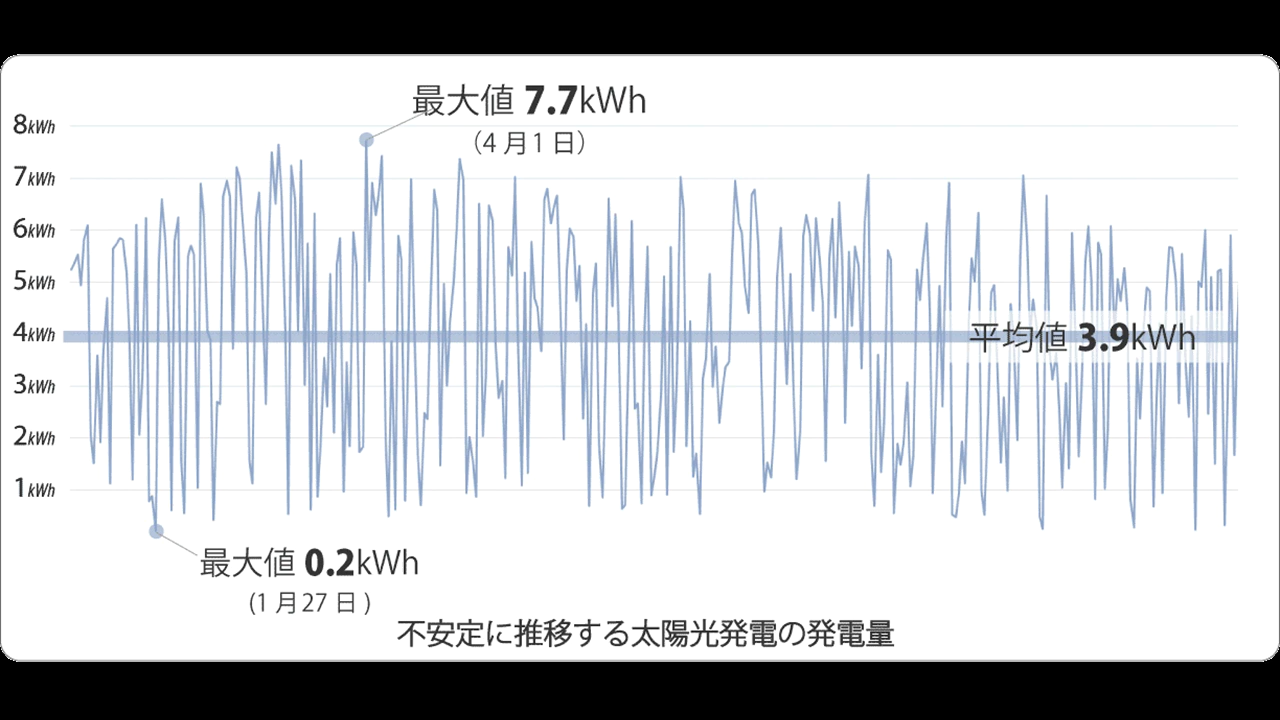 最大値 7.7kWh
（4月1日）
8kWh
7kWh
6kWh
5kWh
4kWh
3kWh
2kWh
1kWh
平均値 3.9kWh
最大値 0.2kWh
(1月27日)
不安定に推移する太陽光発電の発電量